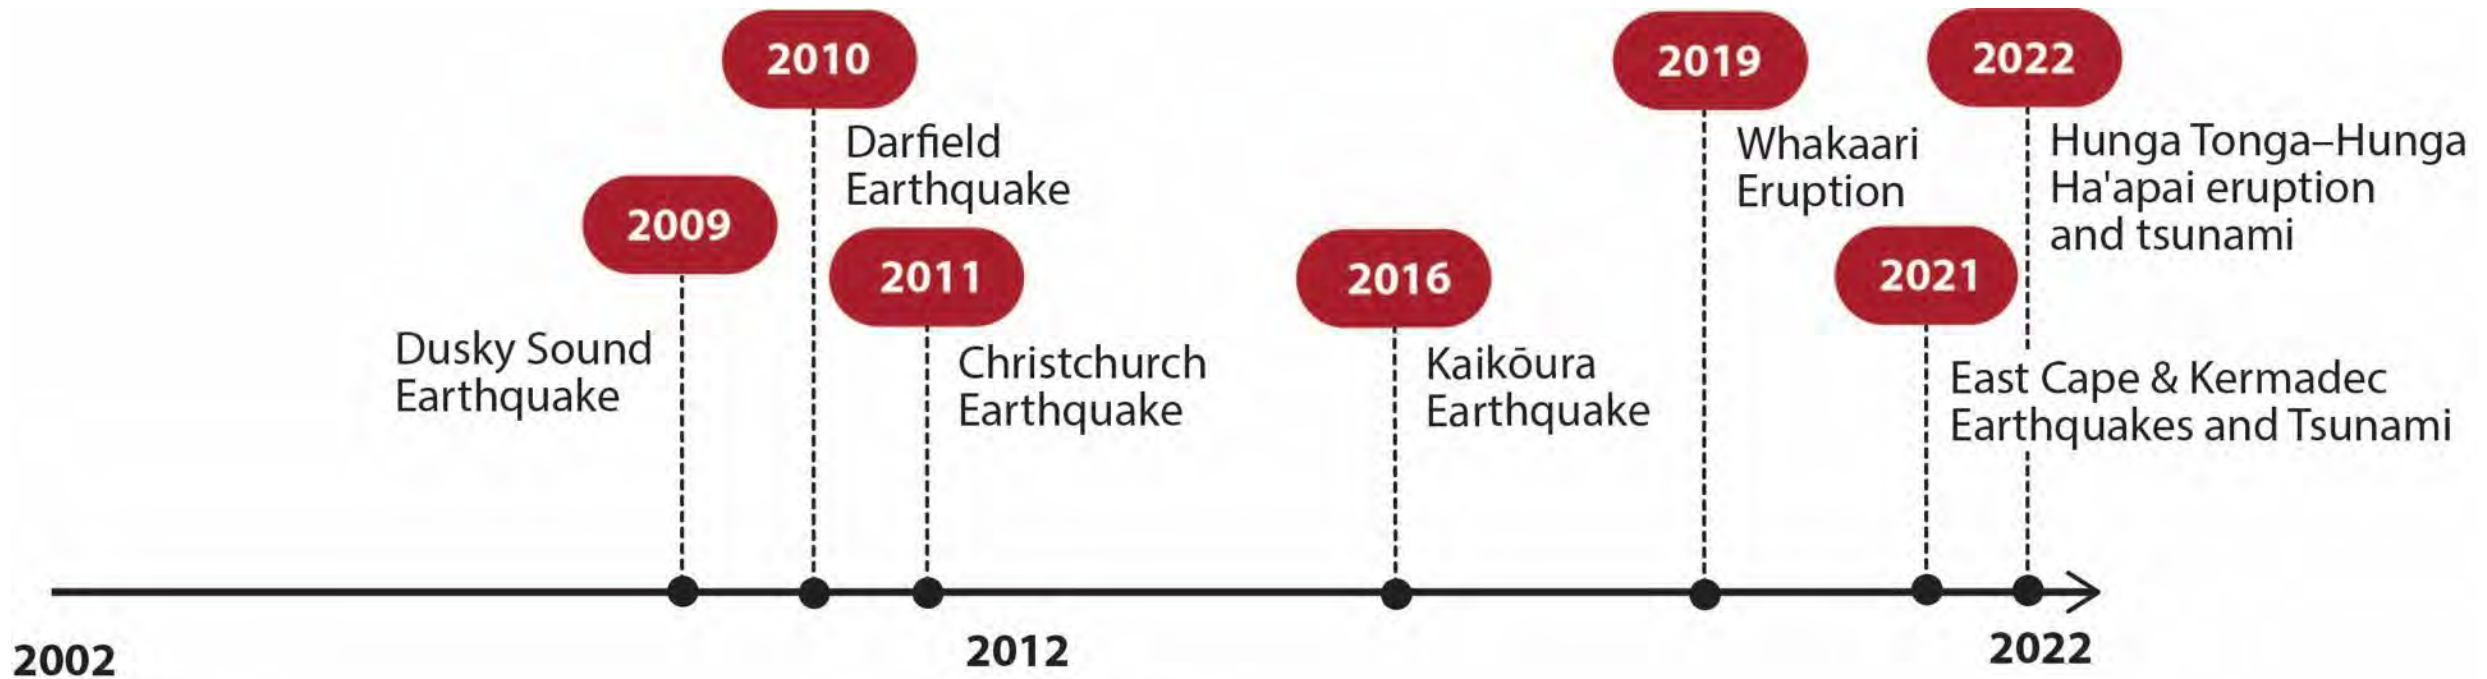 2009
Dusky Sound
Earthquake
2010
Darfield
Earthquake
2011
Christchurch
Earthquake
2016
Kaikōura
Earthquake
2019
Whakaari
Eruption
2021
East Cape & Kermadec
Earthquakes and Tsunami
2022
Hunga Tonga–Hunga
Ha'apai eruption
and tsunami
2002
2012
2022